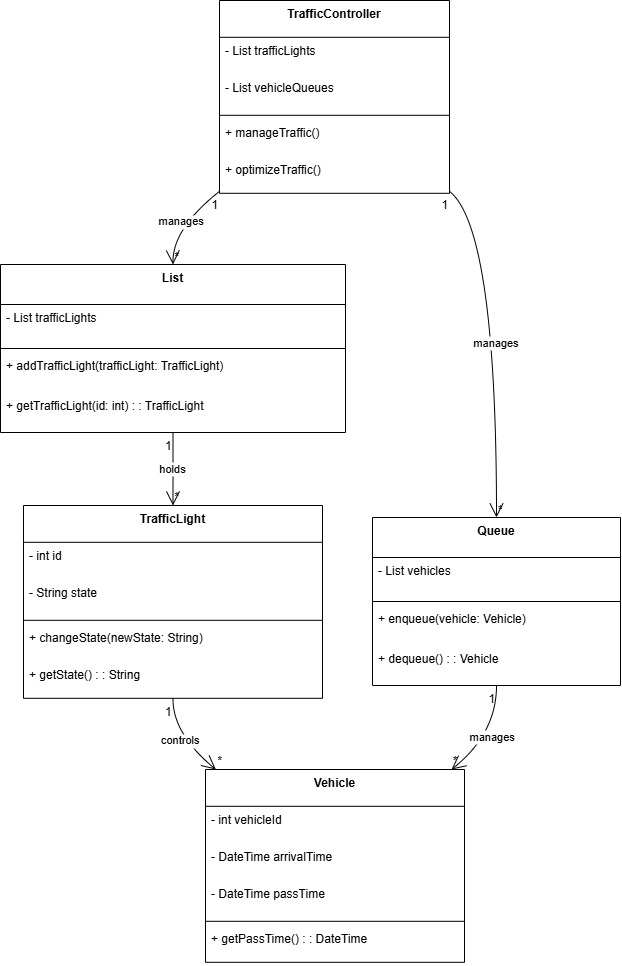 TrafficController
- List trafficLights
- List vehicleQueues
+ manageTraffic()
+ optimizeTraffic()
1
1
manages
*
List
- List trafficLights
+ addTrafficLight(trafficLight: TrafficLight)
+ getTrafficLight(id: int) : : TrafficLight
manages
1
holds
*
*
TrafficLight
- int id
- String state
+ changeState(newState: String)
+ getState() : : String
Queue
- List vehicles
+ enqueue(vehicle: Vehicle)
+ dequeue() : : Vehicle
1
1
controls
manages
*
*
Vehicle
- int vehicleId
- DateTime arrivalTime
- DateTime passTime
+ getPassTime() : : DateTime